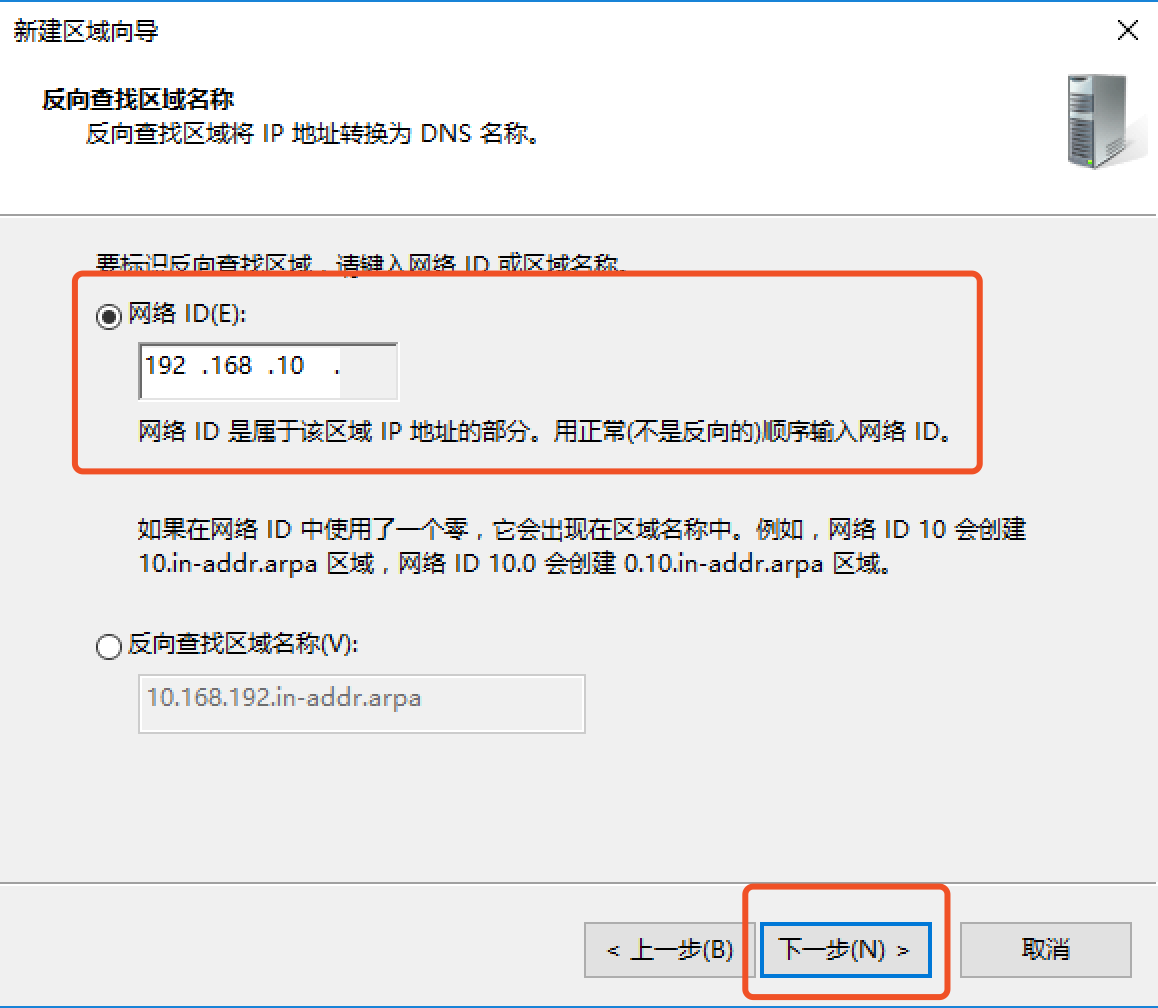 新建区域向导
反向查找区域名称
反向查找区域将 IP 地址转换为 DNS 名称。
要标识反向查找区域，请键入网络 ID 或区域名称。
网络 ID(E):
192 .168 .10 .
网络 ID 是属于该区域 IP 地址的部分。用正常(不是反向的)顺序输入网络 ID。
如果在网络 ID 中使用了一个零，它会出现在区域名称中。例如，网络 ID 10 会创建
10.in-addr.arpa 区域，网络 ID 10.0 会创建 0.10.in-addr.arpa 区域。
反向查找区域名称(V):
10.168.192.in-addr.arpa
< 上一步(B) 下一步(N) > 取消